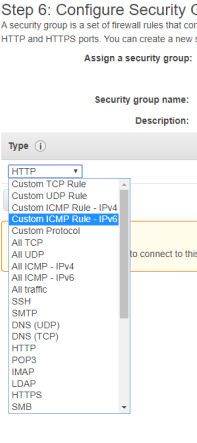 Step 6: Configure Security G
A security group is a set of firewall rules that con
HTTP and HTTPS ports. You can create a new s
Assign a security group:
Security group name:
Description:
Type i
HTTP
Custom TCP Rule
Custom UDP Rule
Custom ICMP Rule - IPv4
Custom ICMP Rule - IPv6
Custom Protocol
All TCP
All UDP
to connect to this
All ICMP - IPv4
All ICMP - IPv6
All traffic
SSH
SMTP
DNS (UDP)
DNS (TCP)
HTTP
POP3
IMAP
LDAP
HTTPS
SMB